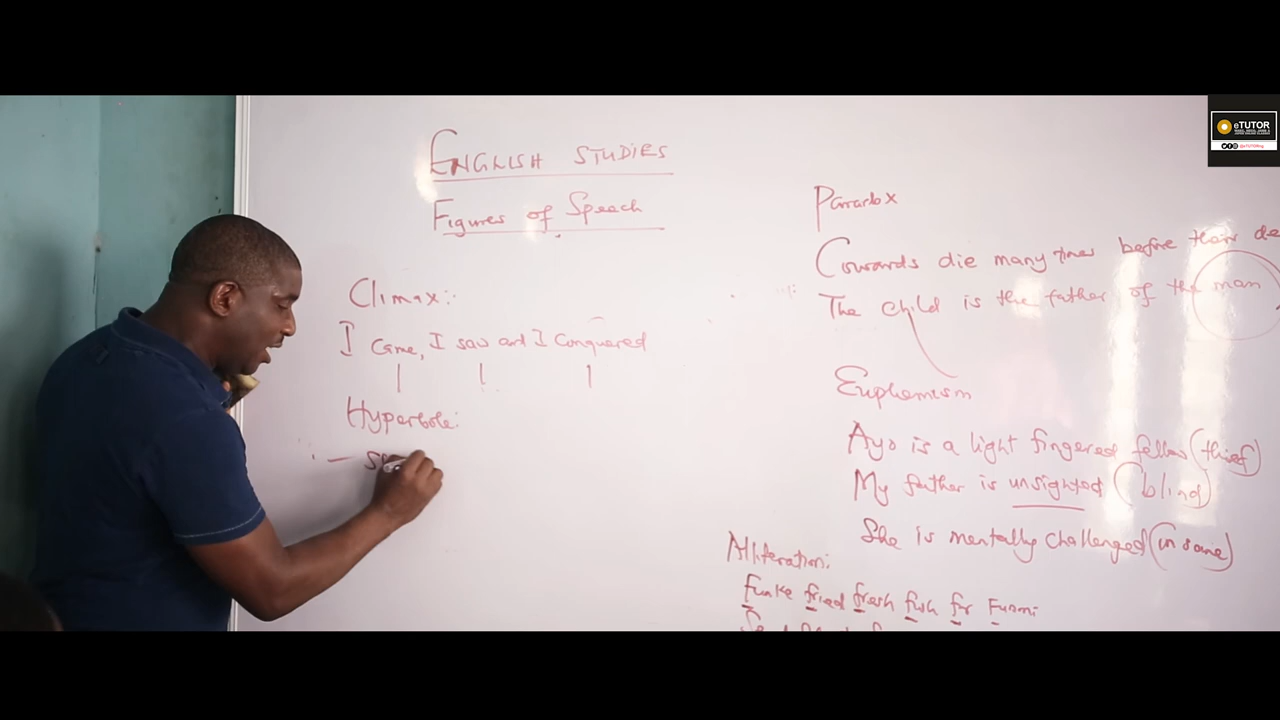 ENGLISH STUDIES
Figures of Speech
Climax:
I came, I saw and I Conquered
Hyperbole:
Paradox
Cowards die many times before their de
The child is the father of the man
Euphemism
Ayo is a light fingered fellow (thief)
My father is unsighted (blind)
She is mentally challenged (insane)
Alliteration:
Funke fried fresh fish for Funmi
eTUTOR